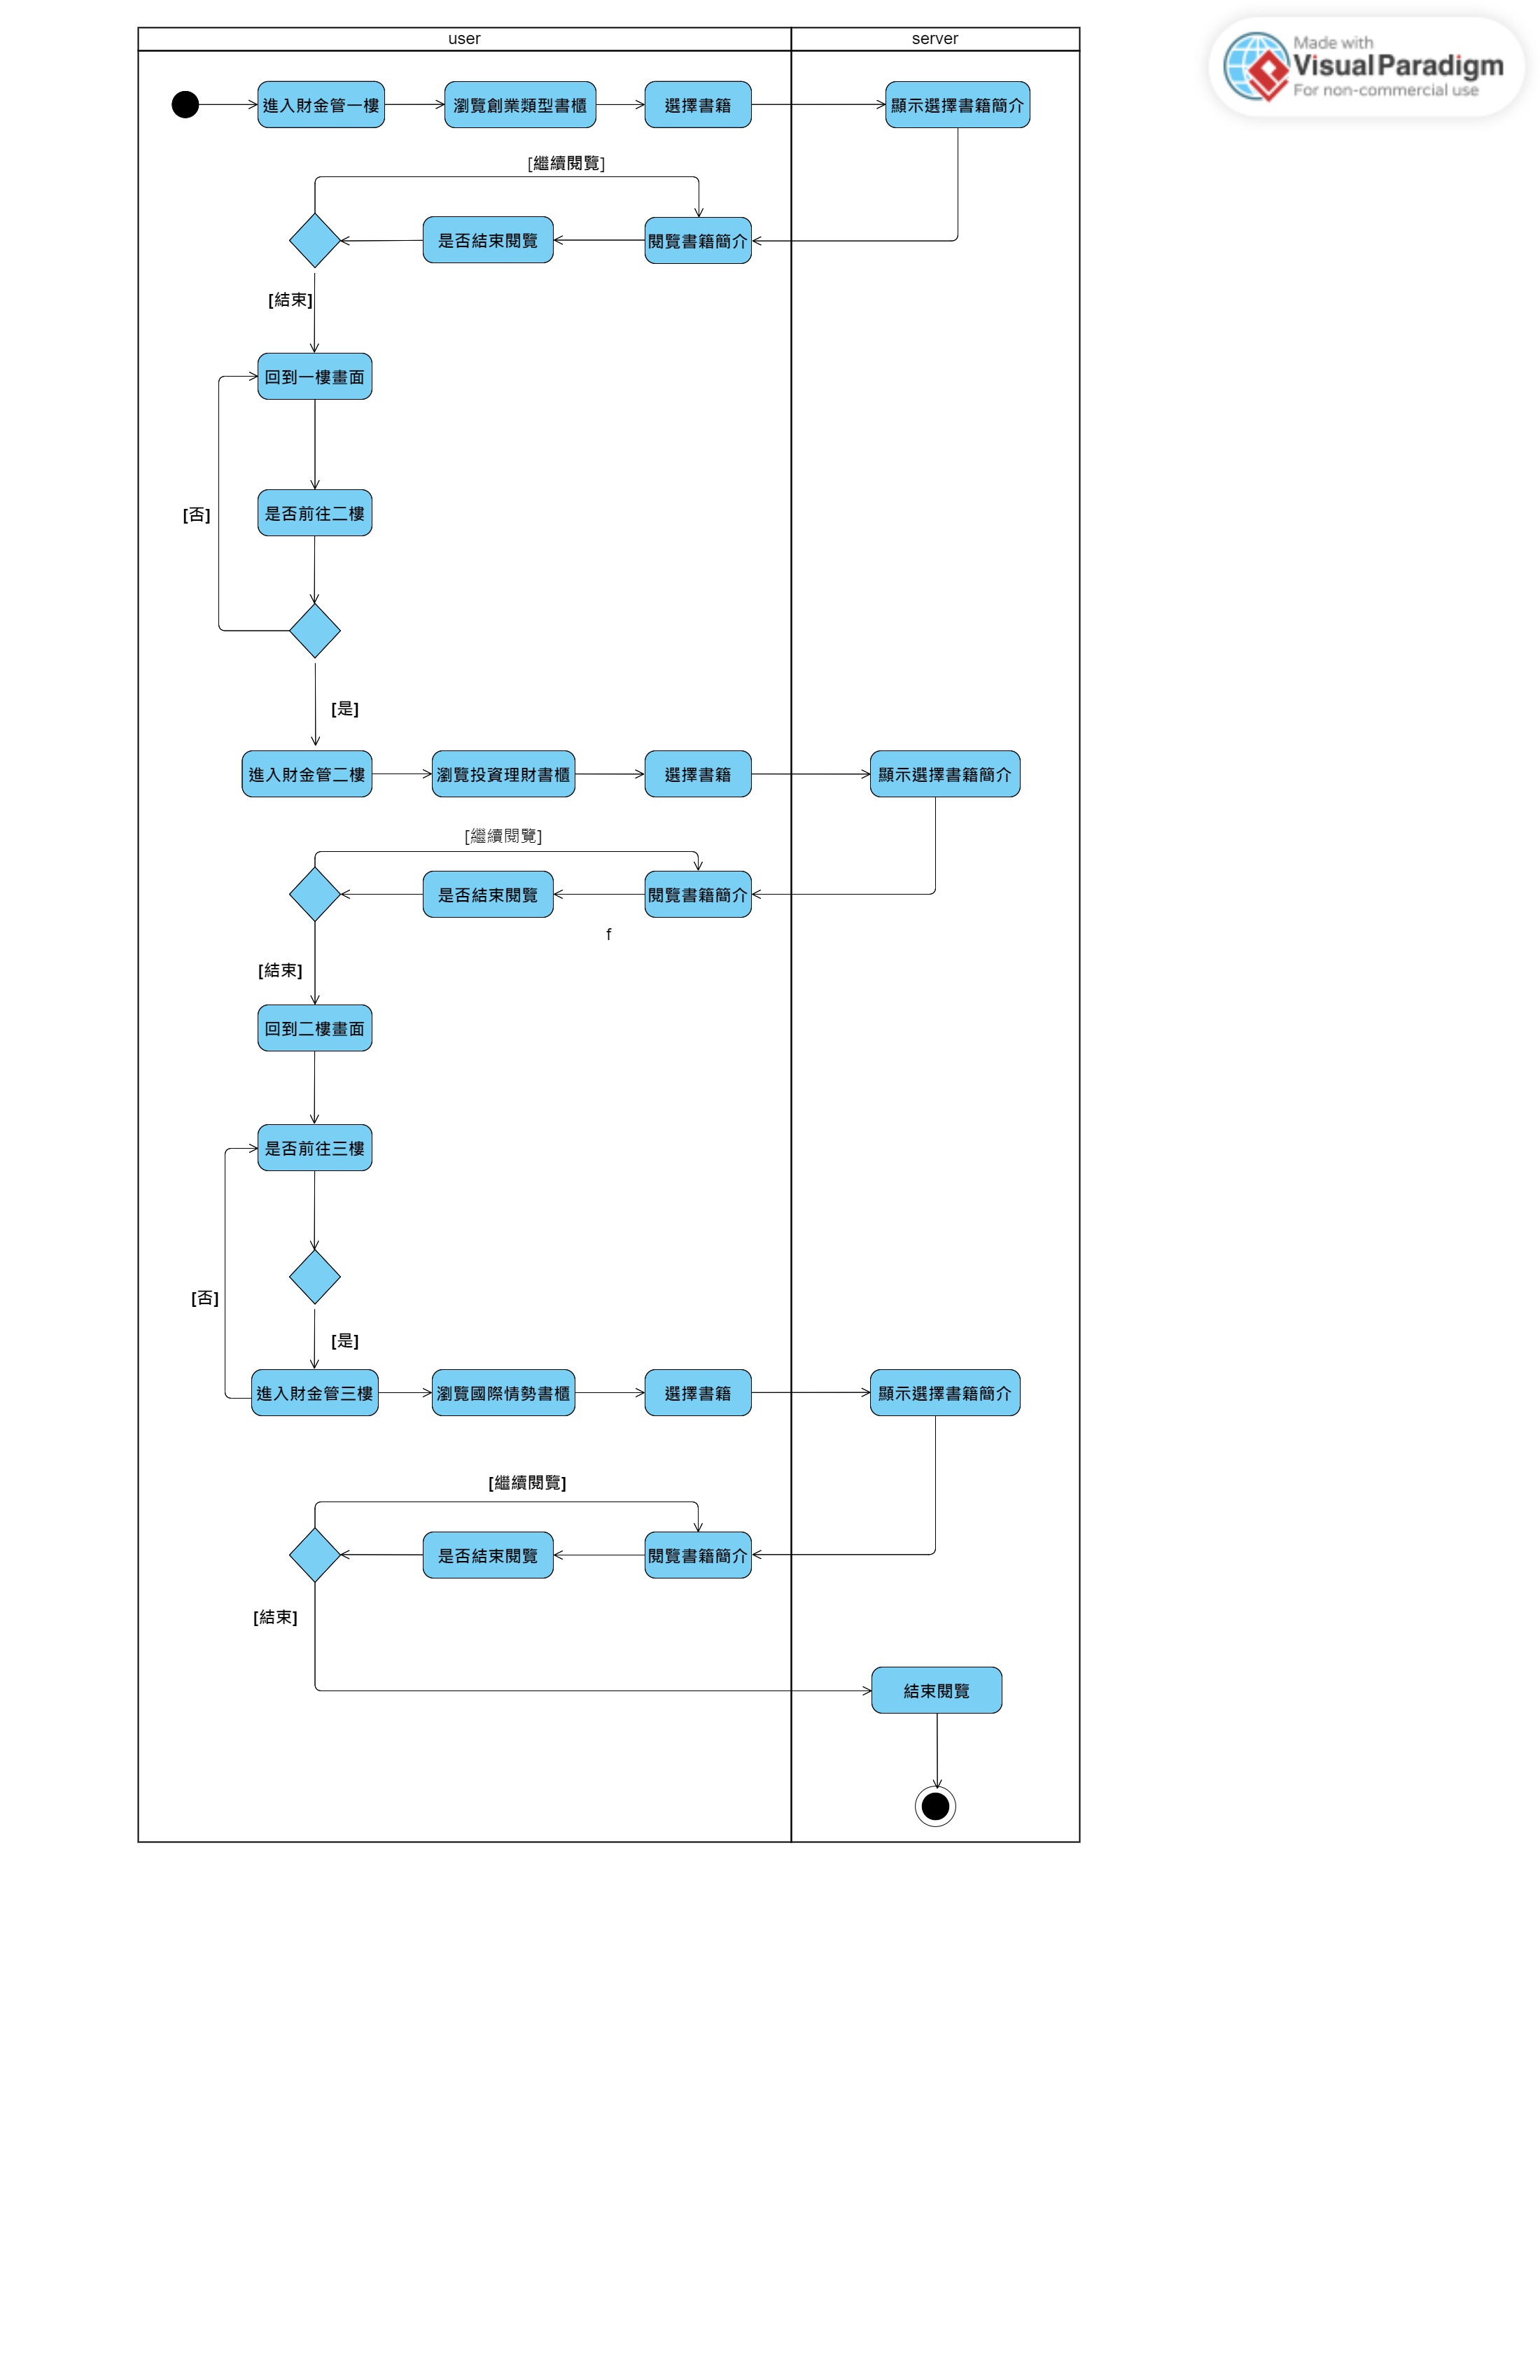 user
server
Made with
Visual Paradigm
For non-commercial use
進入財金管一樓
瀏覽創業類型書櫃
選擇書籍
顯示選擇書籍簡介
[繼續閱覽]
是否結束閱覽
閱覽書籍簡介
[結束]
回到一樓畫面
[否]
是否前往二樓
[是]
進入財金管二樓
瀏覽投資理財書櫃
選擇書籍
顯示選擇書籍簡介
[繼續閱覽]
是否結束閱覽
閱覽書籍簡介
f
[結束]
回到二樓畫面
是否前往三樓
[否]
[是]
進入財金管三樓
瀏覽國際情勢書櫃
選擇書籍
顯示選擇書籍簡介
[繼續閱覽]
是否結束閱覽
閱覽書籍簡介
[結束]
結束閱覽